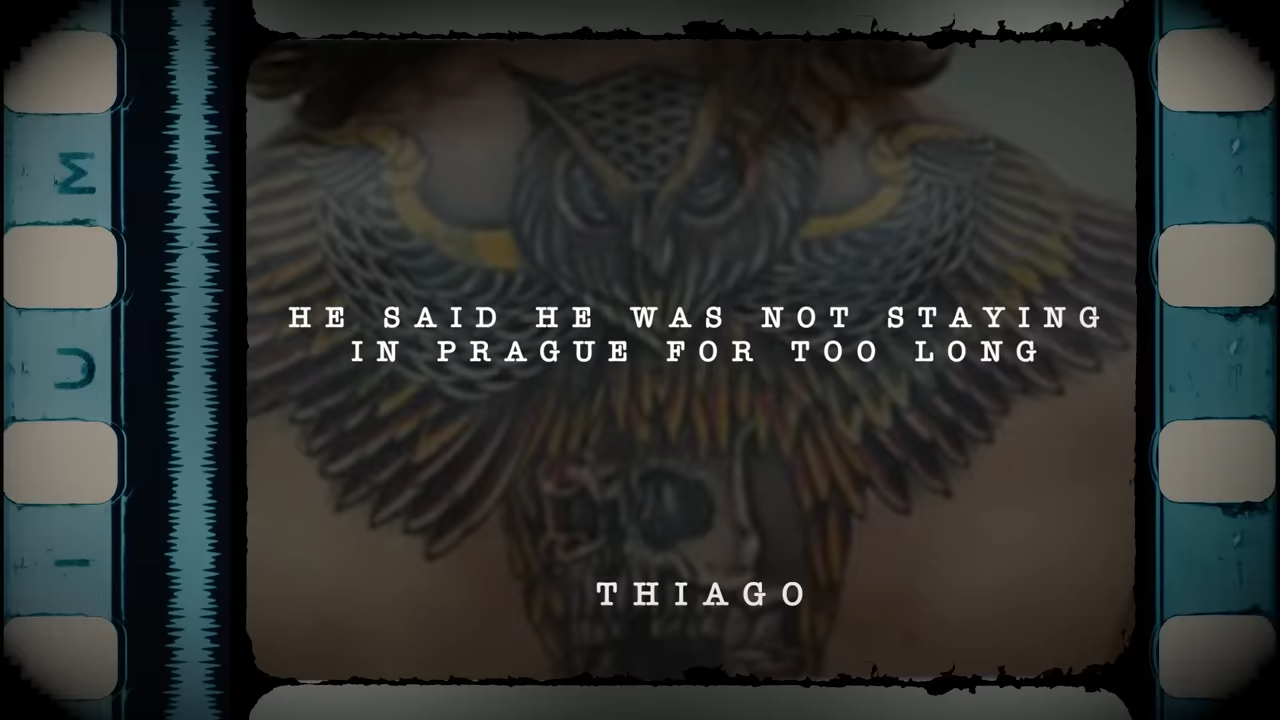 HE SAID HE WAS NOT STAYING
IN PRAGUE FOR TOO LONG
THIAGO
I U M